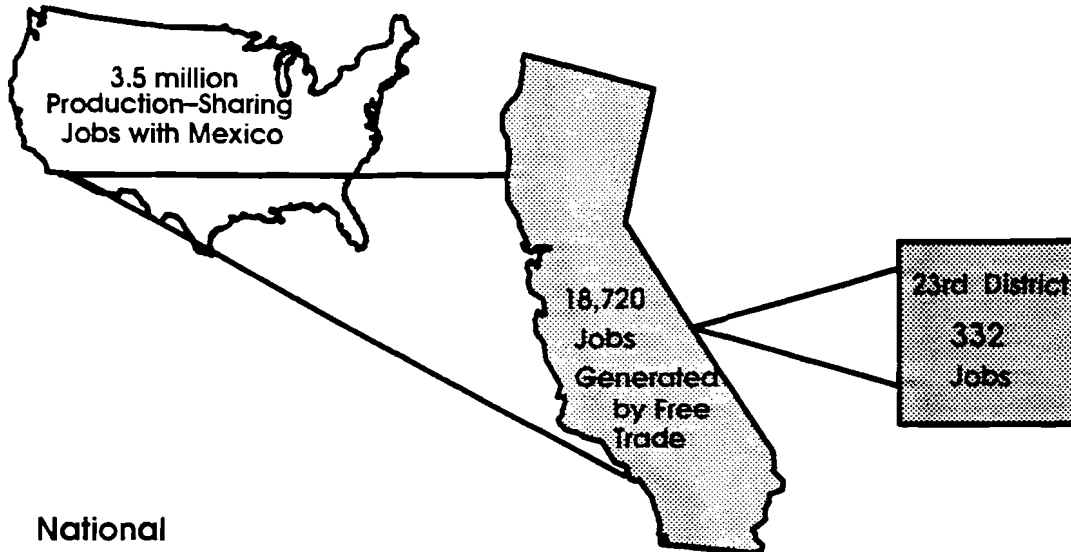 3.5 million
Production–Sharing
Jobs with Mexico
18,720
Jobs
Generated
by Free
Trade
23rd District
332
Jobs
National